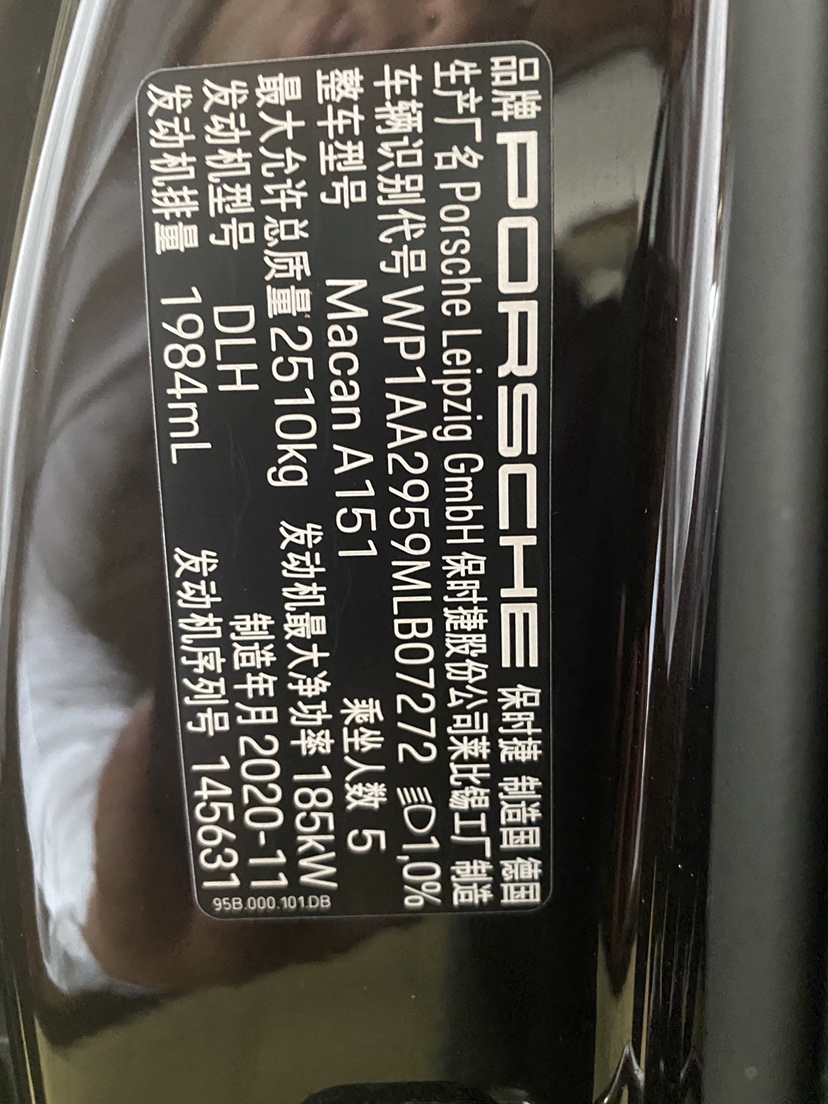 品牌 PORSCHE 保时捷 制造国 德国
生产厂名 Porsche Leipzig GmbH 保时捷股份公司莱比锡工厂制造
车辆识别代号 WP1AA2959MLB07272 1,0%
整车型号 Macan A151 乘坐人数 5
最大允许总质量 2510kg 发动机最大净功率 185kW
发动机型号 DLH 制造年月 2020-11
发动机排量 1984mL 发动机序列号 145631
95B.000.101.DB